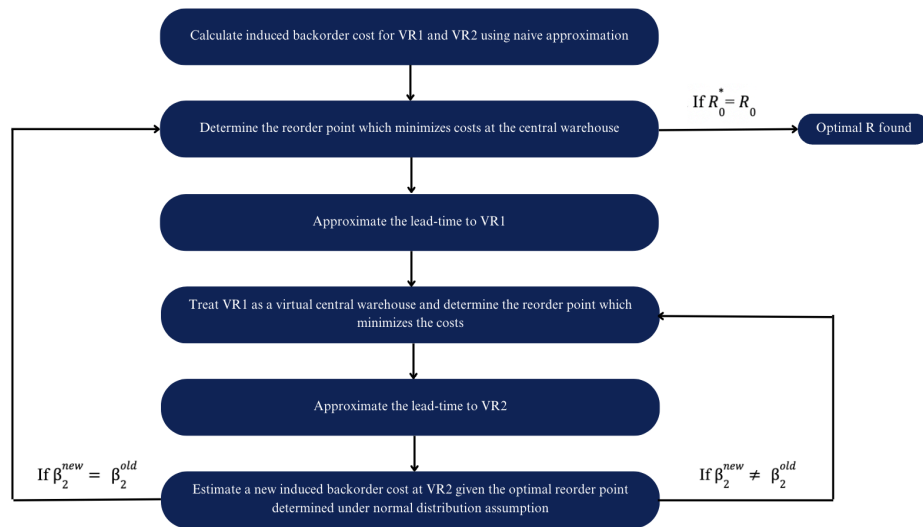 Calculate induced backorder cost for VR1 and VR2 using naive approximation
If R₀* = R₀
Determine the reorder point which minimizes costs at the central warehouse
Optimal R found
Approximate the lead-time to VR1
Treat VR1 as a virtual central warehouse and determine the reorder point which
minimizes the costs
Approximate the lead-time to VR2
If β₂ⁿᵉʷ = β₂ᵒˡᵈ
If β₂ⁿᵉʷ ≠ β₂ᵒˡᵈ
Estimate a new induced backorder cost at VR2 given the optimal reorder point
determined under normal distribution assumption